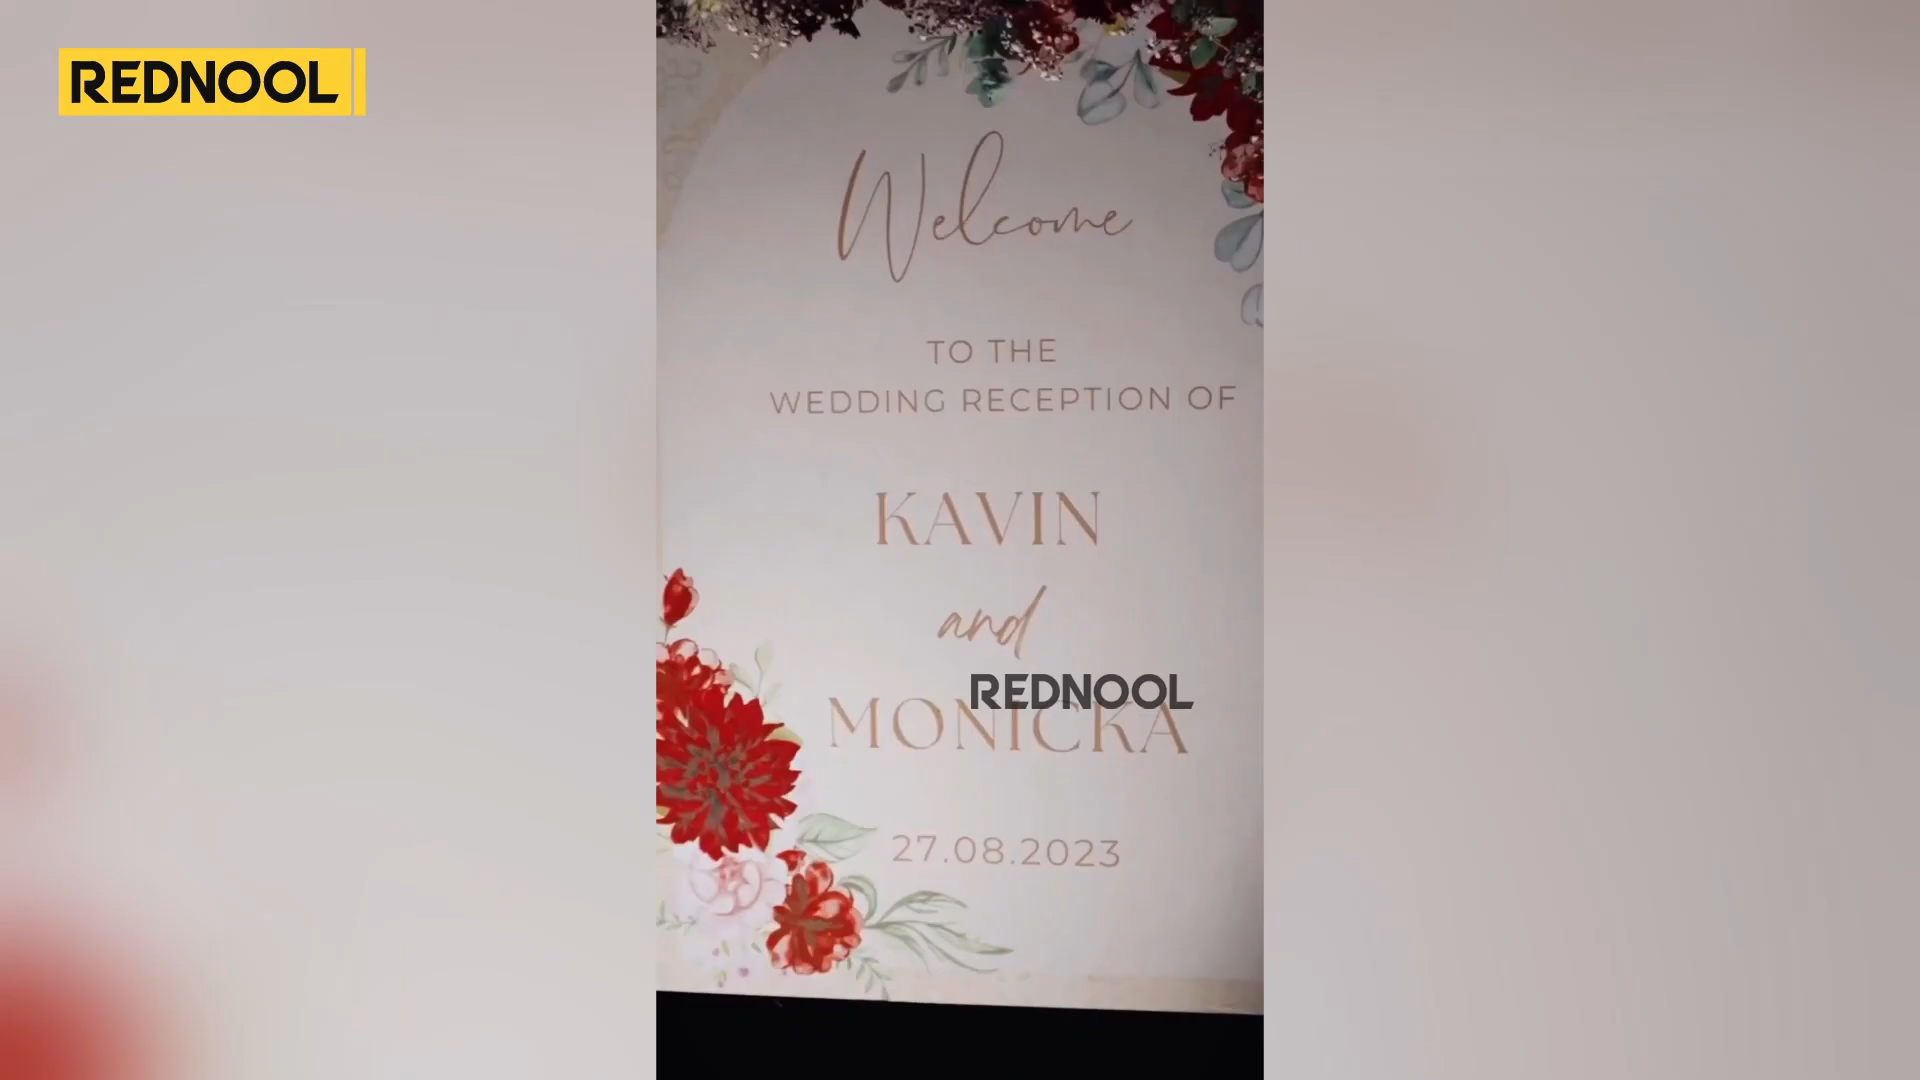 REDNOOL
Welcome
TO THE
WEDDING RECEPTION OF
KAVIN
and
REDNOOL
MONICKA
27.08.2023